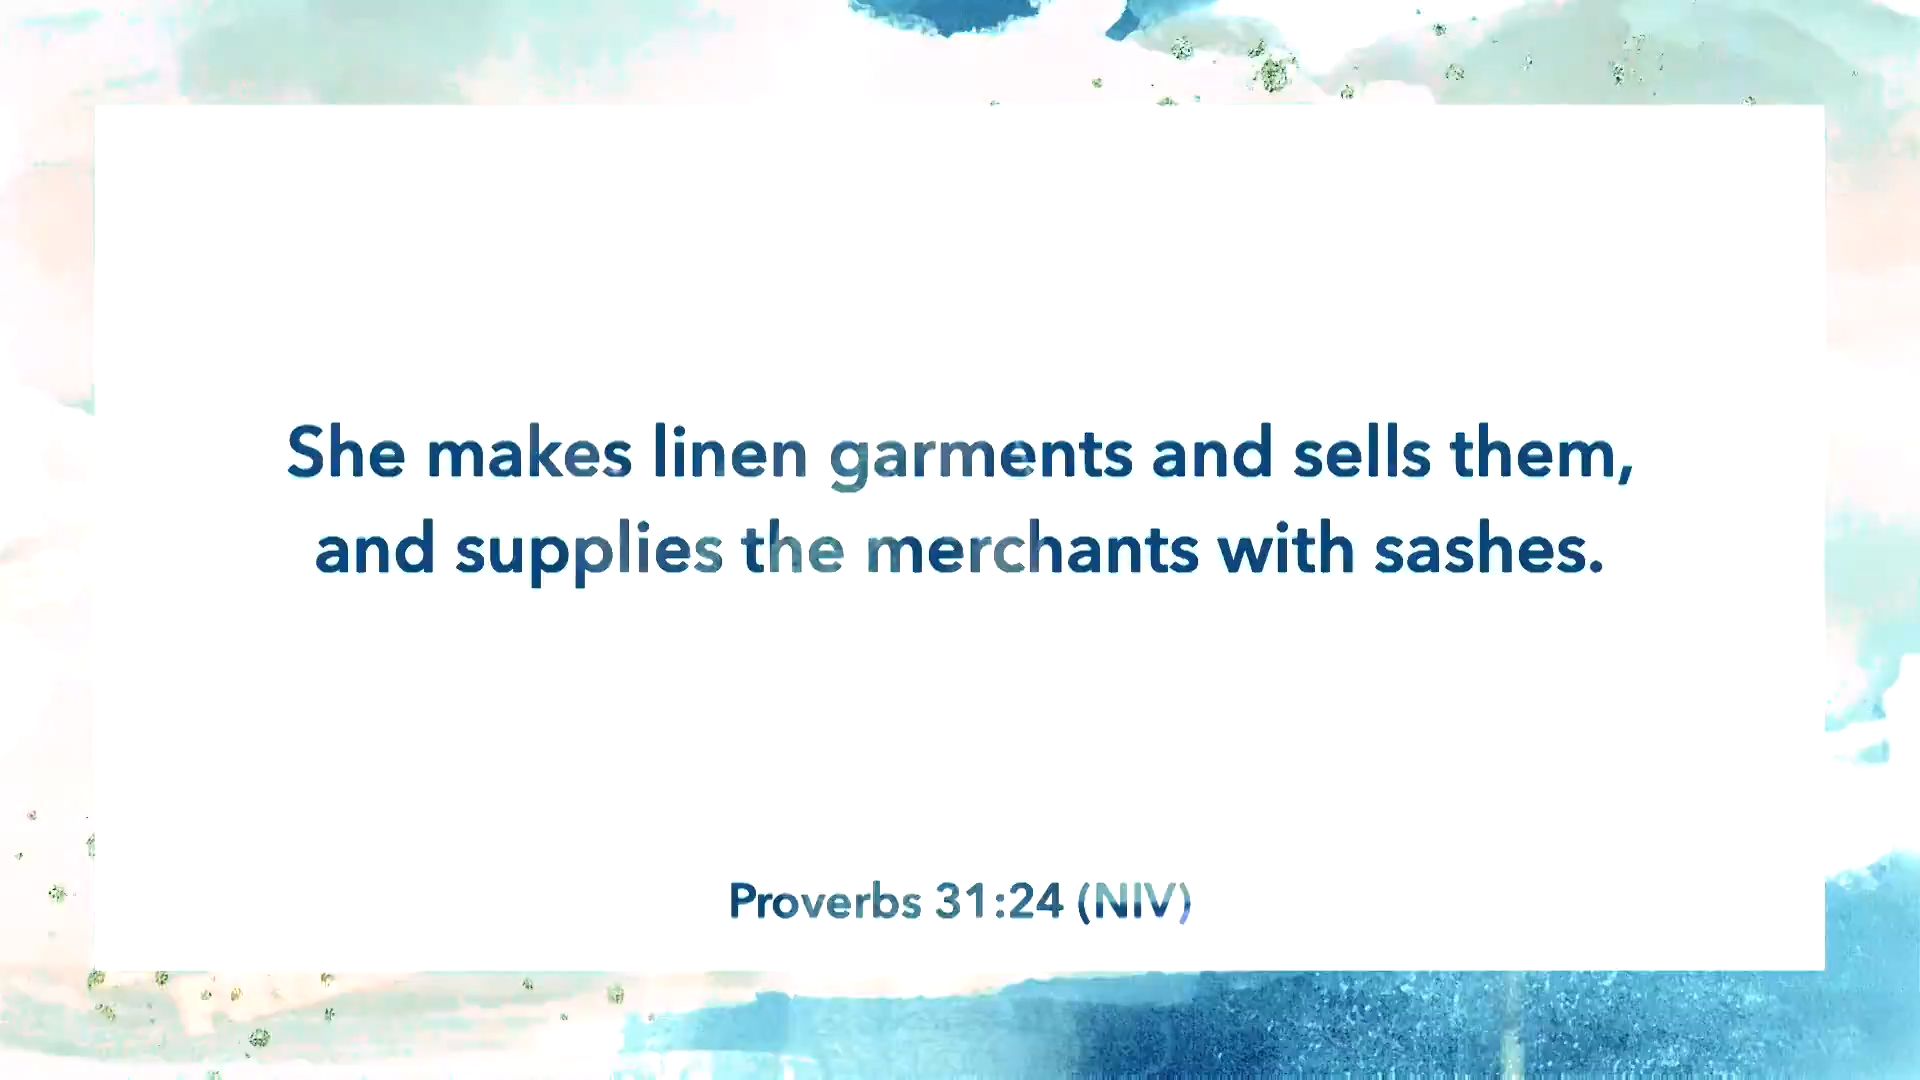 She makes linen garments and sells them,
and supplies the merchants with sashes.
Proverbs 31:24 (NIV)